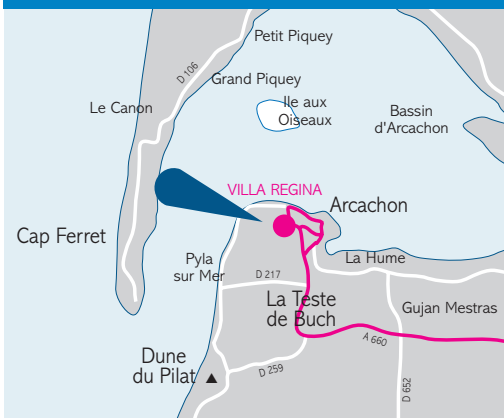 Petit Piquey
D 106
Grand Piquey
Le Canon
Ile aux
Oiseaux
Bassin
d'Arcachon
VILLA REGINA
Arcachon
Cap Ferret
Pyla
sur Mer
La Hume
D 217
La Teste
de Buch
Gujan Mestras
A 660
Dune
du Pilat
D 259
D 652